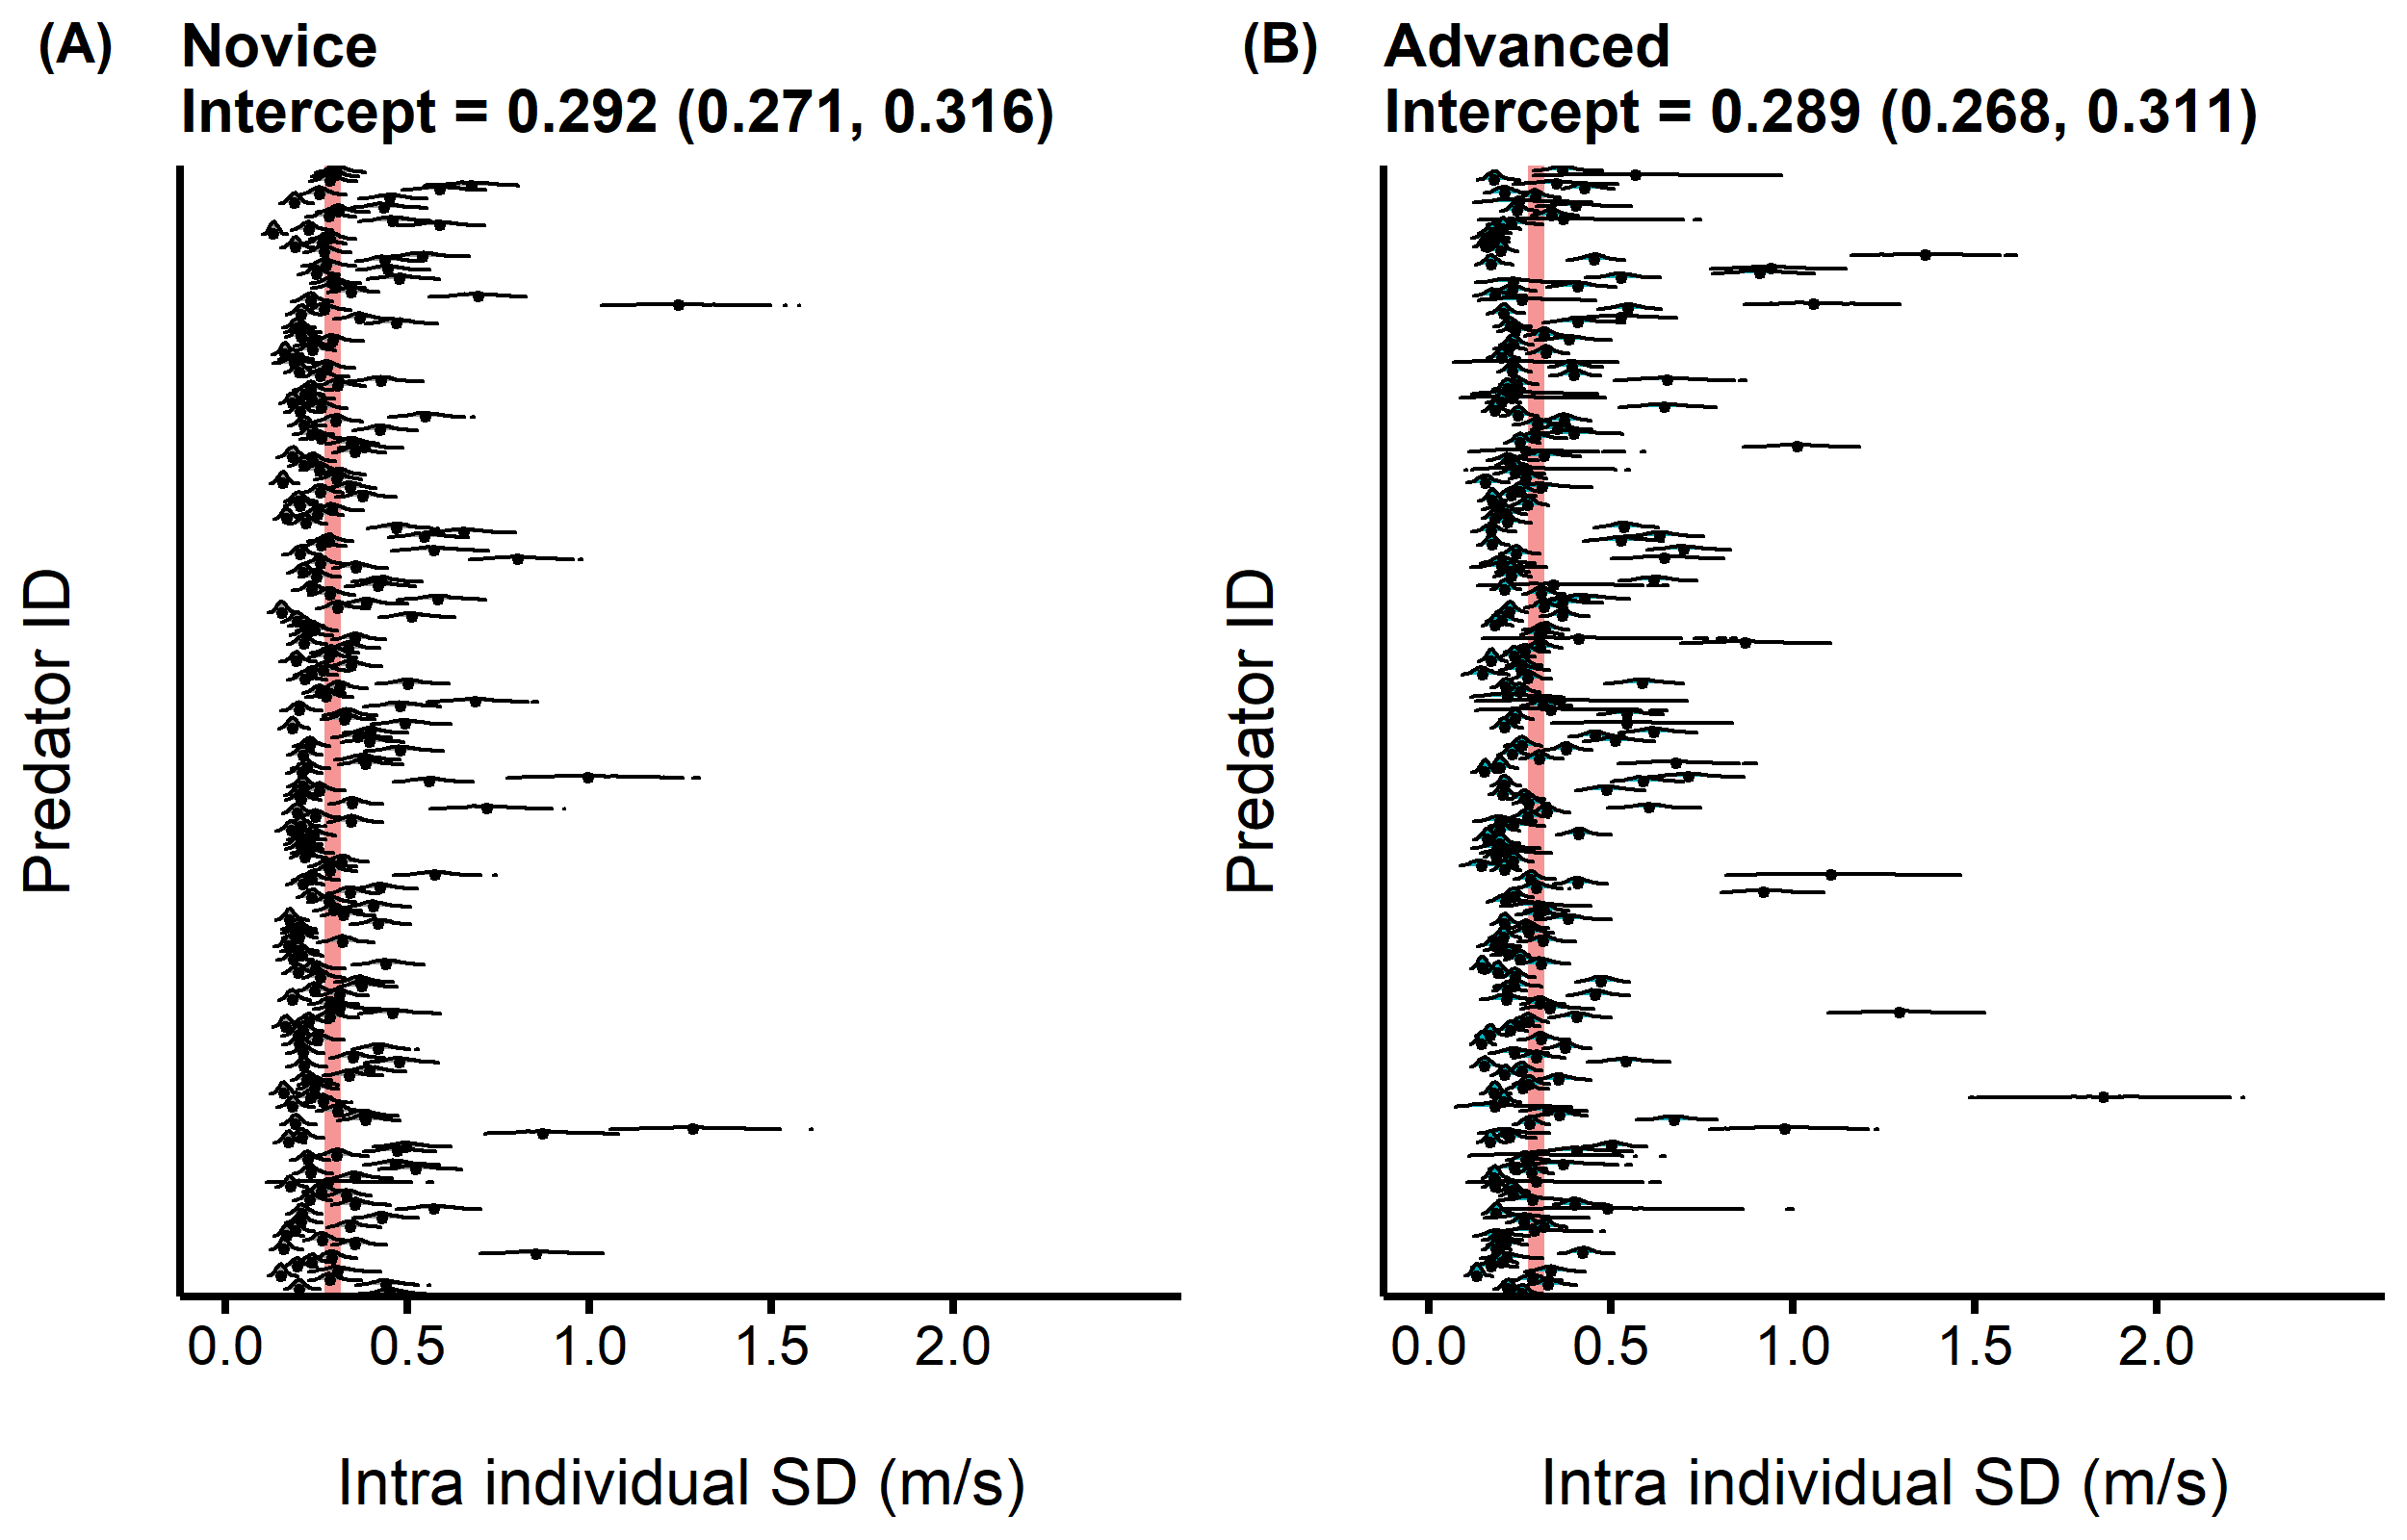 (A) Novice
Intercept = 0.292 (0.271, 0.316)
Predator ID
0.0 0.5 1.0 1.5 2.0
Intra individual SD (m/s)
(B) Advanced
Intercept = 0.289 (0.268, 0.311)
Predator ID
0.0 0.5 1.0 1.5 2.0
Intra individual SD (m/s)